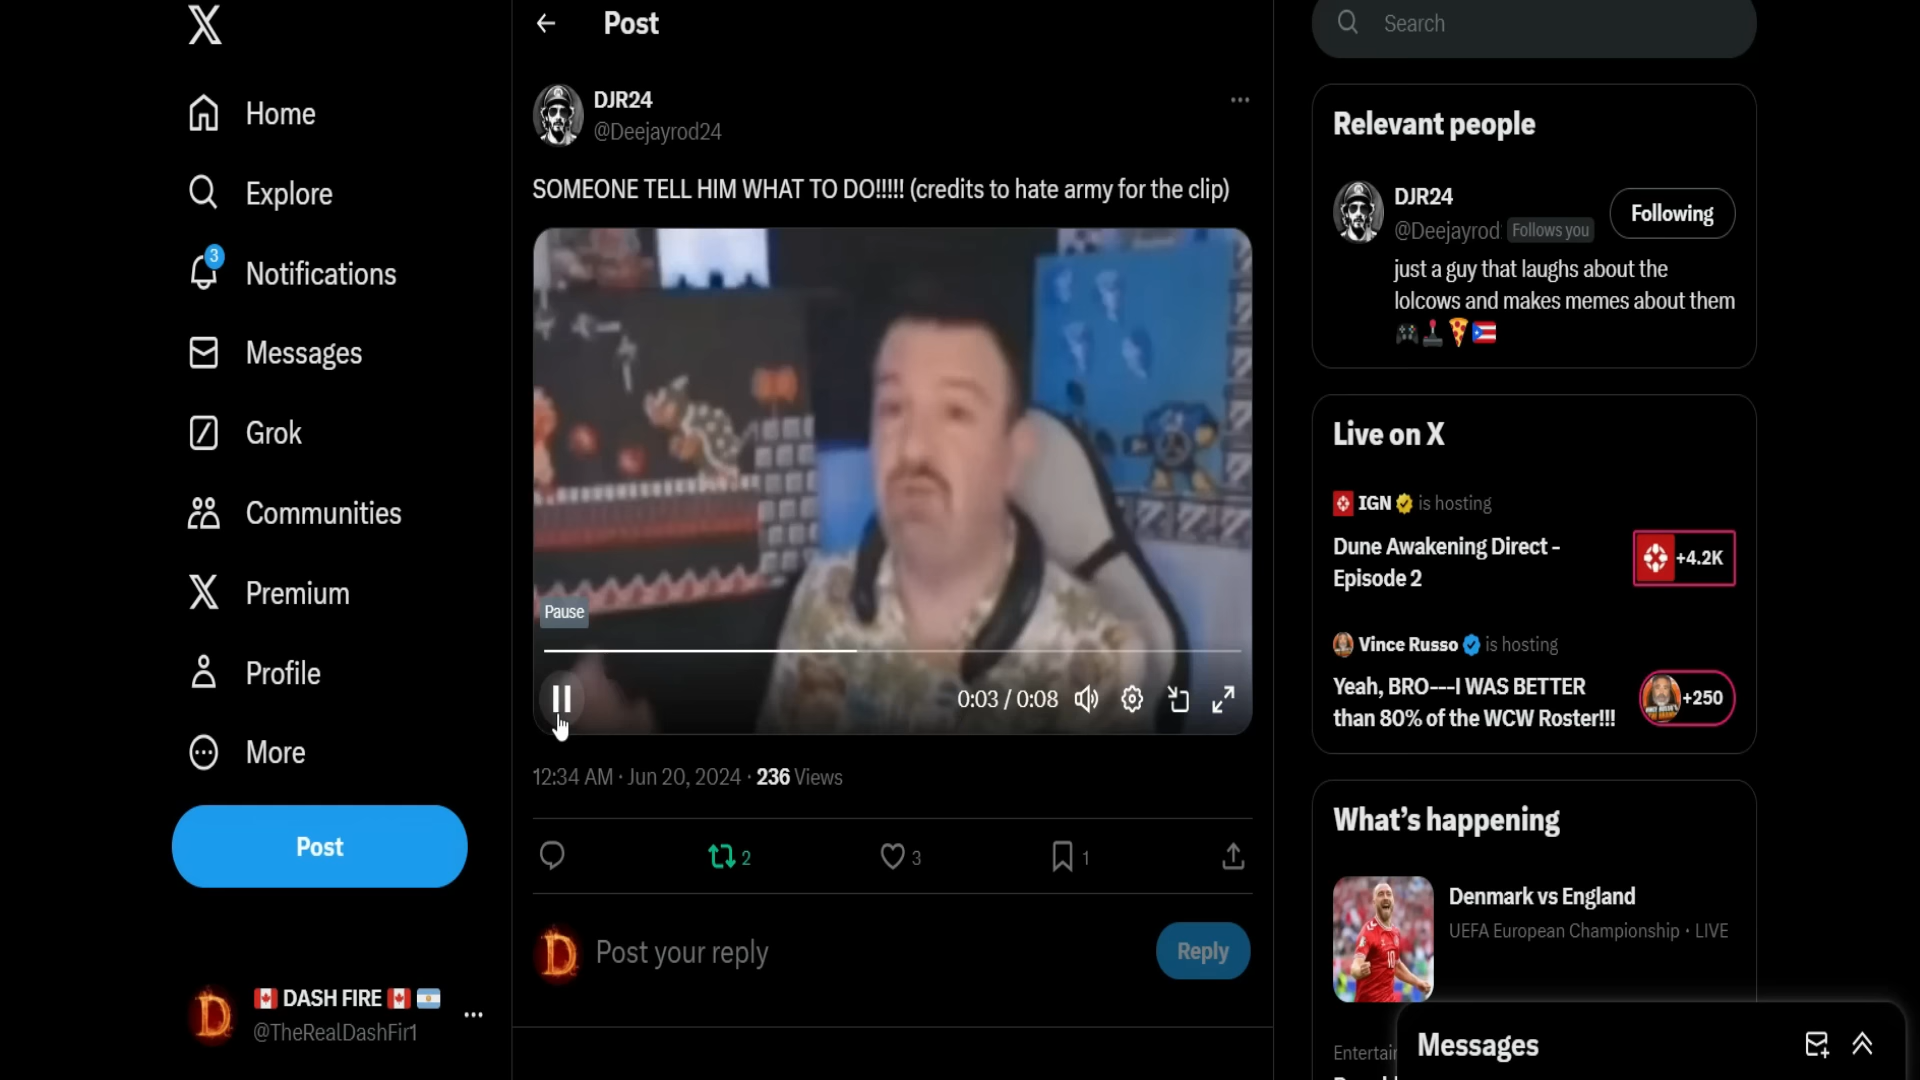 Home
Explore
3
Notifications
Messages
Grok
Communities
Premium
Profile
More
Post
DASH FIRE
@TheRealDashFir1
Post
DJR24
@Deejayrod24
SOMEONE TELL HIM WHAT TO DO!!!!! (credits to hate army for the clip)
Pause
0:03 / 0:08
12:34 AM · Jun 20, 2024 · 236 Views
2
3
1
Post your reply
Reply
Search
Relevant people
DJR24
@Deejayrod
Follows you
Following
just a guy that laughs about the
lolcows and makes memes about them
Live on X
IGN is hosting
Dune Awakening Direct -
Episode 2
+4.2K
Vince Russo is hosting
Yeah, BRO---I WAS BETTER
than 80% of the WCW Roster!!!
+250
What's happening
Denmark vs England
UEFA European Championship · LIVE
Messages